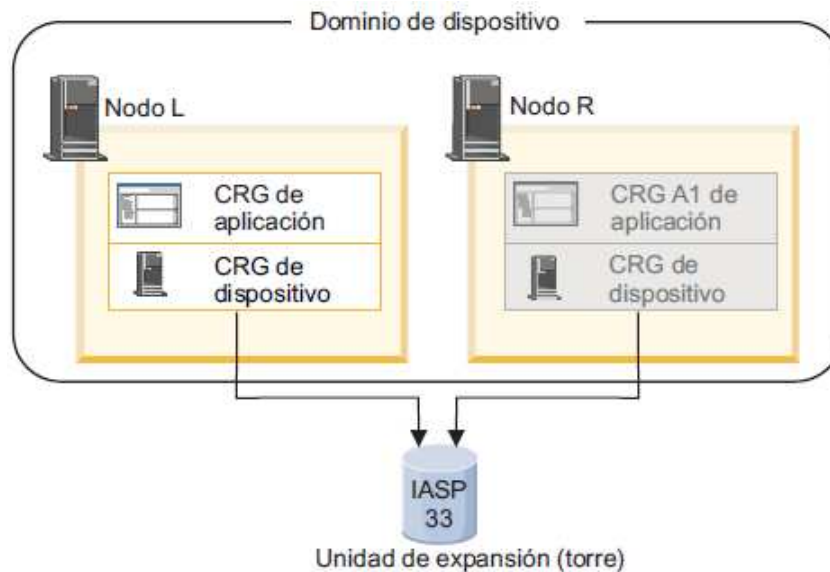 Dominio de dispositivo
Nodo L
Nodo R
CRG de
aplicación
CRG de
dispositivo
CRG A1 de
aplicación
CRG de
dispositivo
IASP
33
Unidad de expansión (torre)